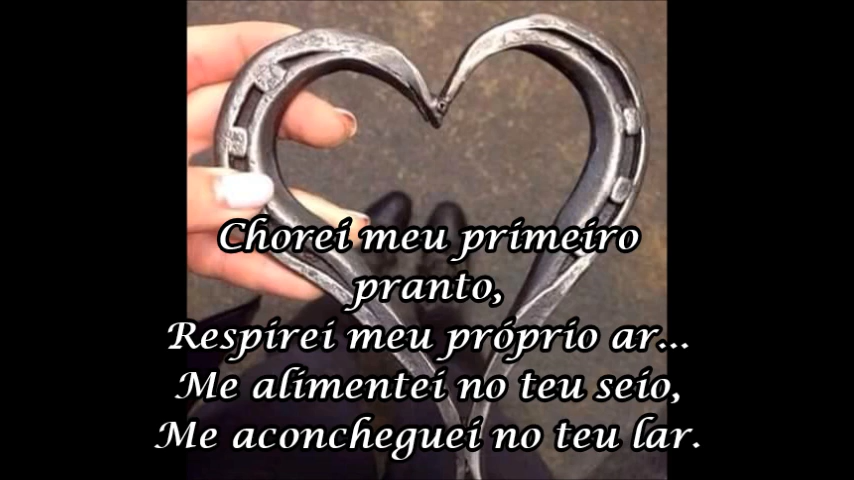 Chorei meu primeiro
pranto,
Respirei meu próprio ar...
Me alimentei no teu seio,
Me aconcheguei no teu lar.